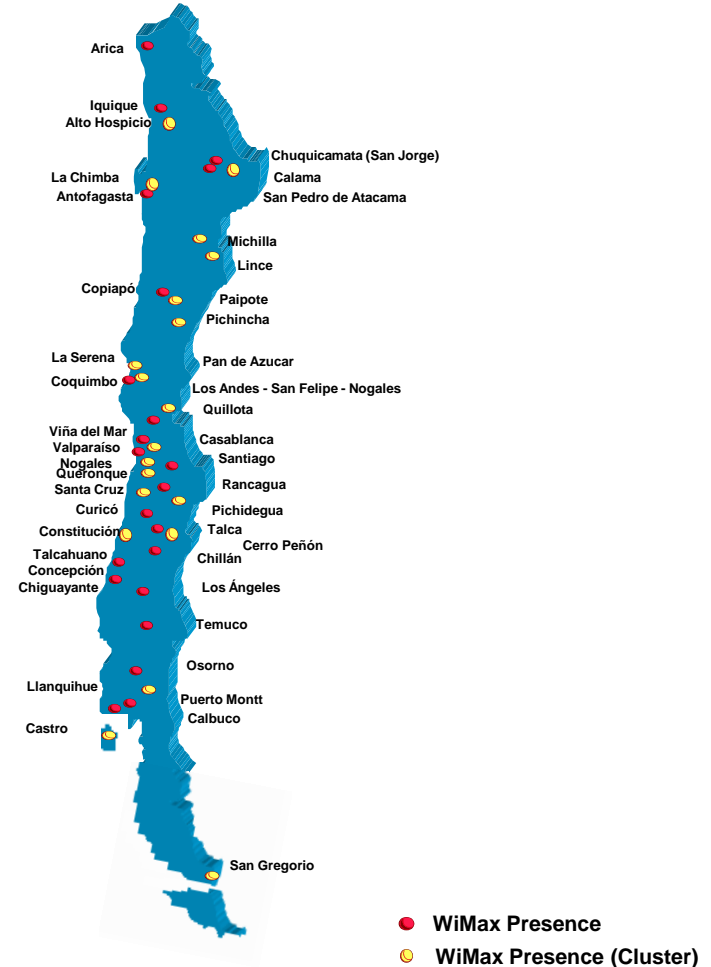 Arica
Iquique
Alto Hospicio
Chuquicamata (San Jorge)
La Chimba
Calama
Antofagasta
San Pedro de Atacama
Michilla
Lince
Copiapó
Paipote
Pichincha
La Serena
Pan de Azucar
Coquimbo
Los Andes - San Felipe - Nogales
Quillota
Viña del Mar
Casablanca
Valparaíso
Santiago
Nogales
Queronque
Rancagua
Santa Cruz
Curicó
Pichidegua
Constitución
Talca
Cerro Peñón
Talcahuano
Chillán
Concepción
Chiguayante
Los Ángeles
Temuco
Osorno
Llanquihue
Puerto Montt
Calbuco
Castro
San Gregorio
WiMax Presence
WiMax Presence (Cluster)